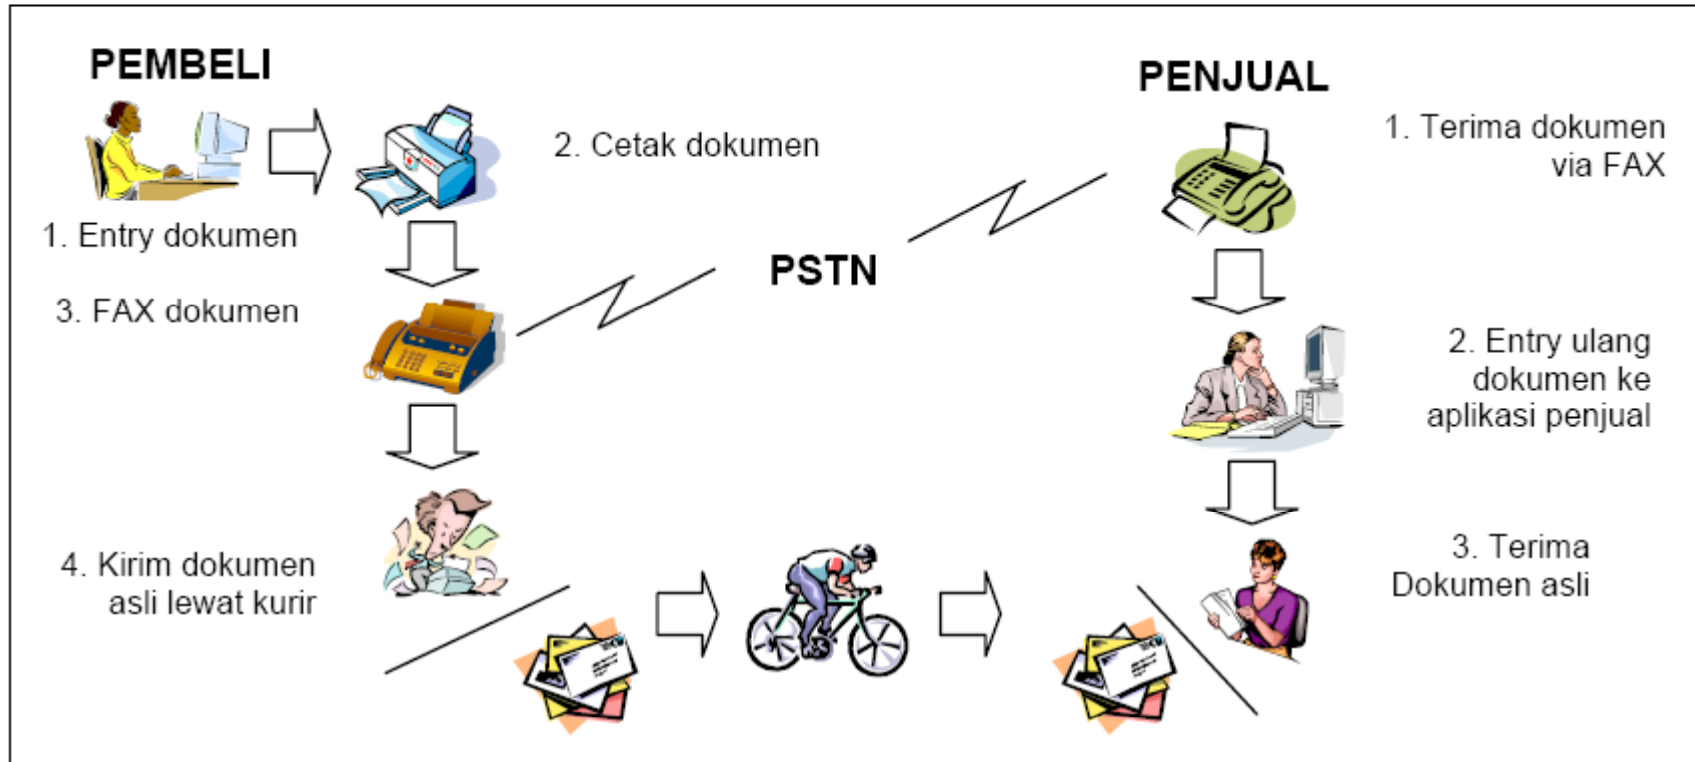 PEMBELI
2. Cetak dokumen
1. Entry dokumen
3. FAX dokumen
4. Kirim dokumen
asli lewat kurir
PSTN
PENJUAL
1. Terima dokumen
via FAX
2. Entry ulang
dokumen ke
aplikasi penjual
3. Terima
Dokumen asli